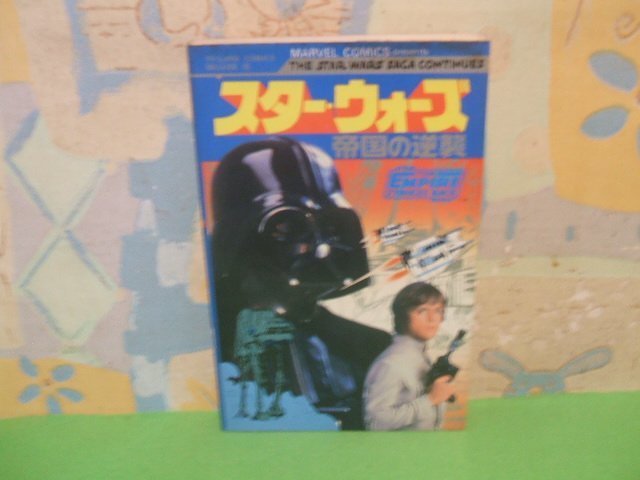 MARVEL COMICS PRESENTS
THE STAR WARS SAGA CONTINUES
スター・ウォーズ
帝国の逆襲
EMPIRE